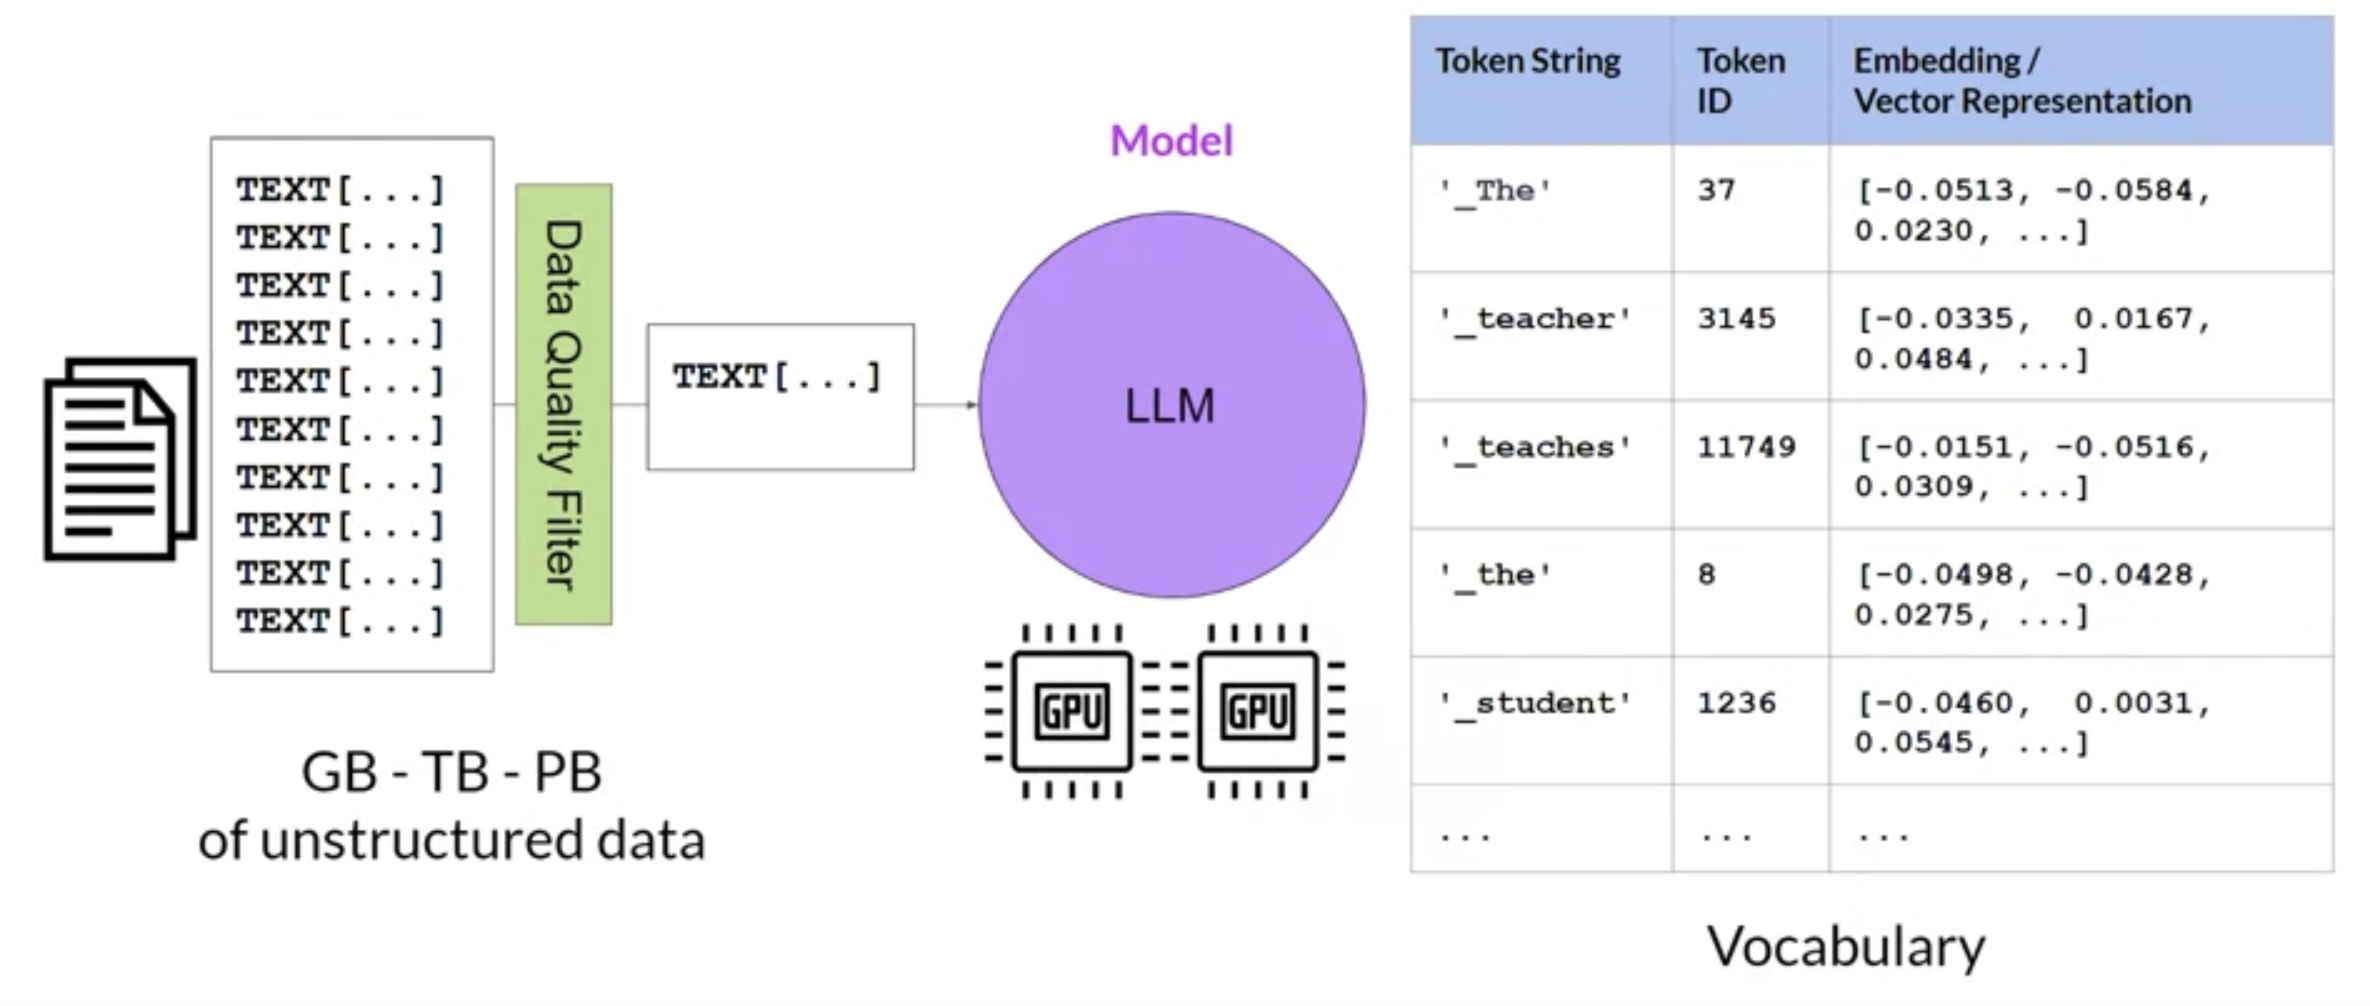 TEXT[...]
TEXT[...]
TEXT[...]
TEXT[...]
TEXT[...]
TEXT[...]
TEXT[...]
TEXT[...]
TEXT[...]
TEXT[...]
GB - TB - PB
of unstructured data
Data Quality Filter
TEXT[...]
Model
LLM
GPU
GPU
Token String Token ID Embedding / Vector Representation
'_The' 37 [-0.0513, -0.0584,
0.0230, ...]
'_teacher' 3145 [-0.0335, 0.0167,
0.0484, ...]
'_teaches' 11749 [-0.0151, -0.0516,
0.0309, ...]
'_the' 8 [-0.0498, -0.0428,
0.0275, ...]
'_student' 1236 [-0.0460, 0.0031,
0.0545, ...]
... ... ...
Vocabulary